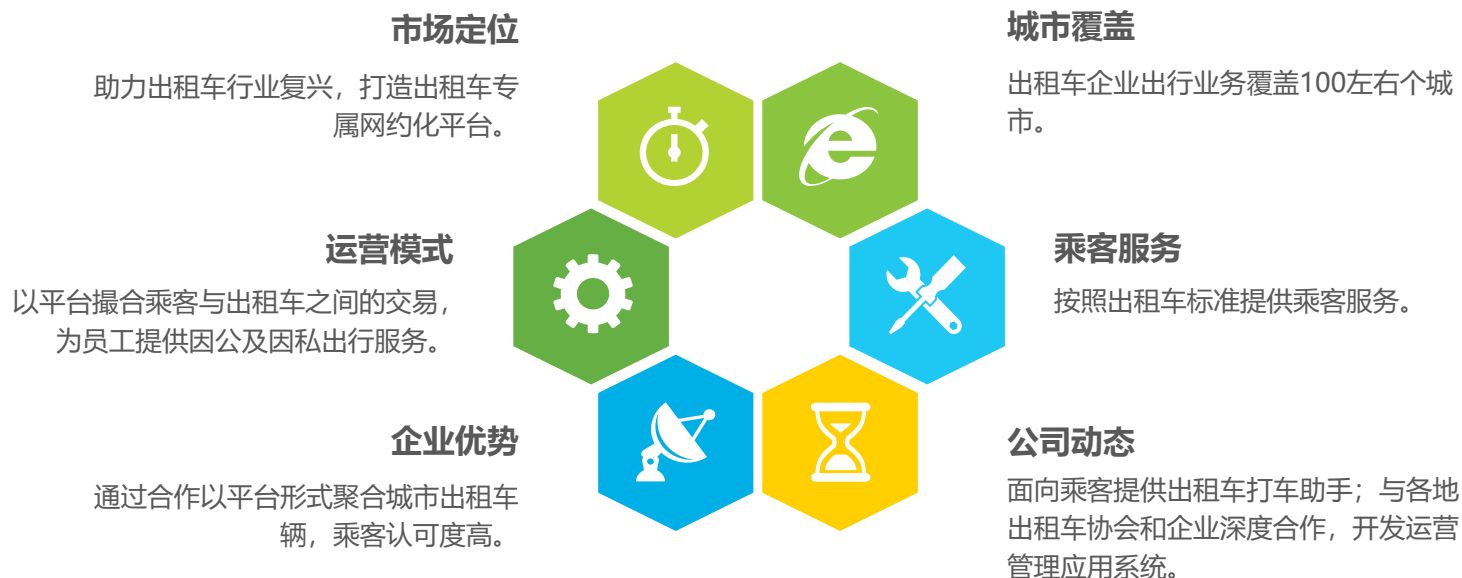 市场定位
助力出租车行业复兴，打造出租车专
属网约化平台。
城市覆盖
出租车企业出行业务覆盖100左右个城
市。
运营模式
以平台撮合乘客与出租车之间的交易，
为员工提供因公及因私出行服务。
乘客服务
按照出租车标准提供乘客服务。
企业优势
通过合作以平台形式聚合城市出租车
辆，乘客认可度高。
公司动态
面向乘客提供出租车打车助手；与各地
出租车协会和企业深度合作，开发运营
管理应用系统。